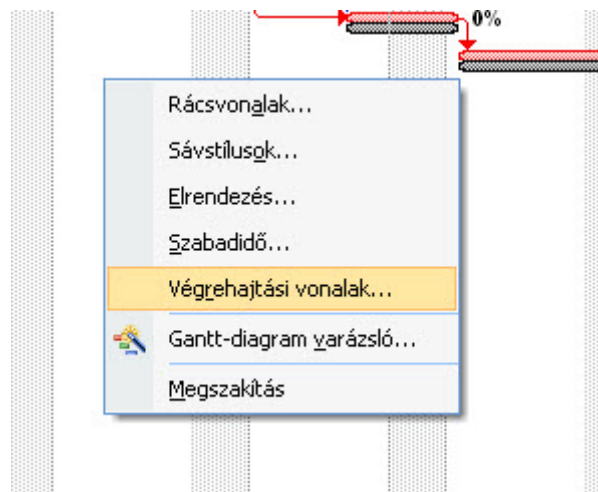 0%
Rácsvonalak...
Sávstílusok...
Elrendezés...
Szabadidő...
Végrehajtási vonalak...
Gantt-diagram varázsló...
Megszakítás